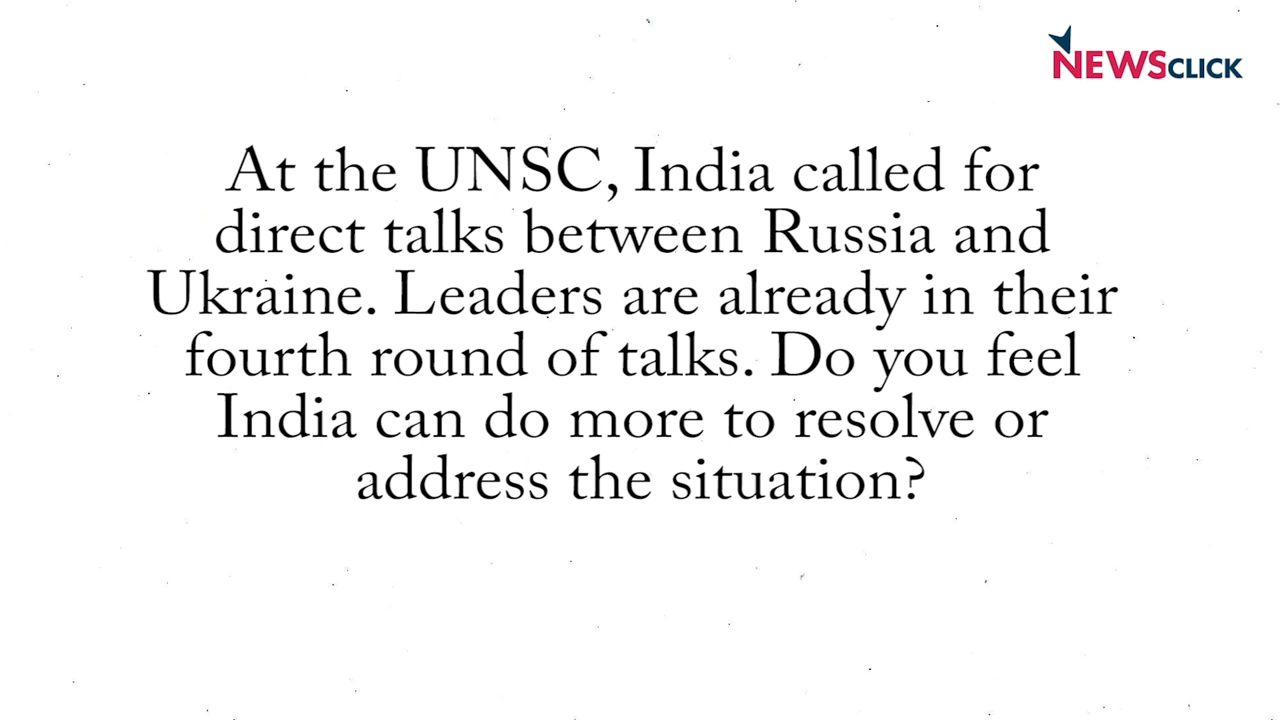 NEWSCLICK
At the UNSC, India called for
direct talks between Russia and
Ukraine. Leaders are already in their
fourth round of talks. Do you feel
India can do more to resolve or
address the situation?